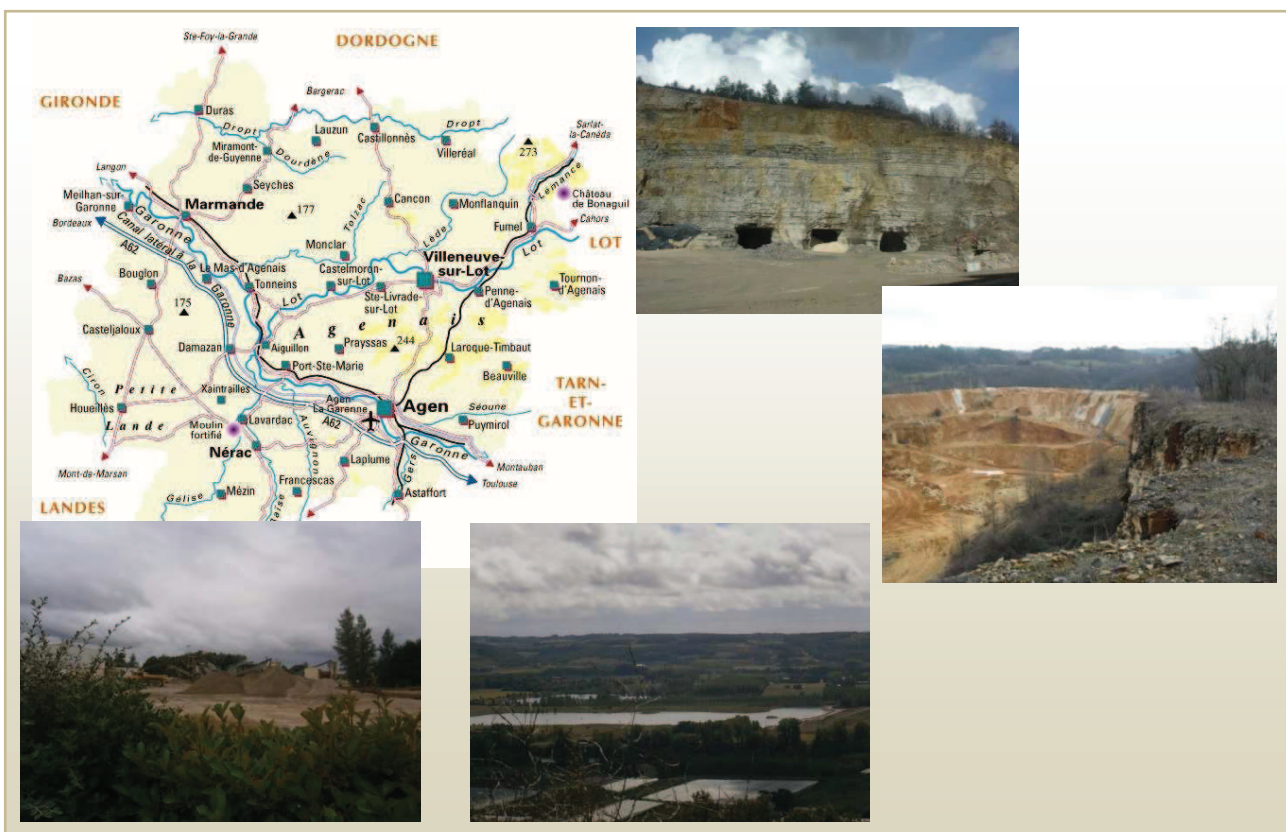 Ste-Foy-la-Grande
DORDOGNE
GIRONDE
Bargerac
Duras
Dropt
Lauzun
Castillonnès
Dropt
Sarlat-
la-Canéda
Miramont-
de-Guyenne
Dourdène
Villeréal
273
Langon
Seyches
Lémance
Meilhan-sur-
Garonne
Marmande
177
Tolzac
Cancon
Monflanquin
Château
de Bonaguil
Bordeaux
Garonne
Canal latéral à la
Garonne
A62
Monclar
Lède
Fumel
Cahors
Lot
LOT
Bazas
Bouglon
Le Mas-d'Agenais
Tonneins
Castelmoron-
sur-Lot
Villeneuve-
sur-Lot
Ste-Livrade-
sur-Lot
Penne-
d'Agenais
Tournon-
d'Agenais
175
Lot
Agenais
Casteljaloux
Damazan
Aiguillon
Prayssas
244
Laroque-Timbaut
Port-Ste-Marie
Beauville
Ciron
Petite
Lande
Xaintrailles
TARN-
ET-
GARONNE
Houeillès
Moulin
fortifié
Lavardac
Agen
La Garenne
A62
Agen
Séoune
Puymirol
Nérac
Auvignon
Garonne
Mont-de-Marsan
Laplume
Gers
Montauban
Toulouse
Gélise
Mézin
Francescas
Astaffort
LANDES
aïse